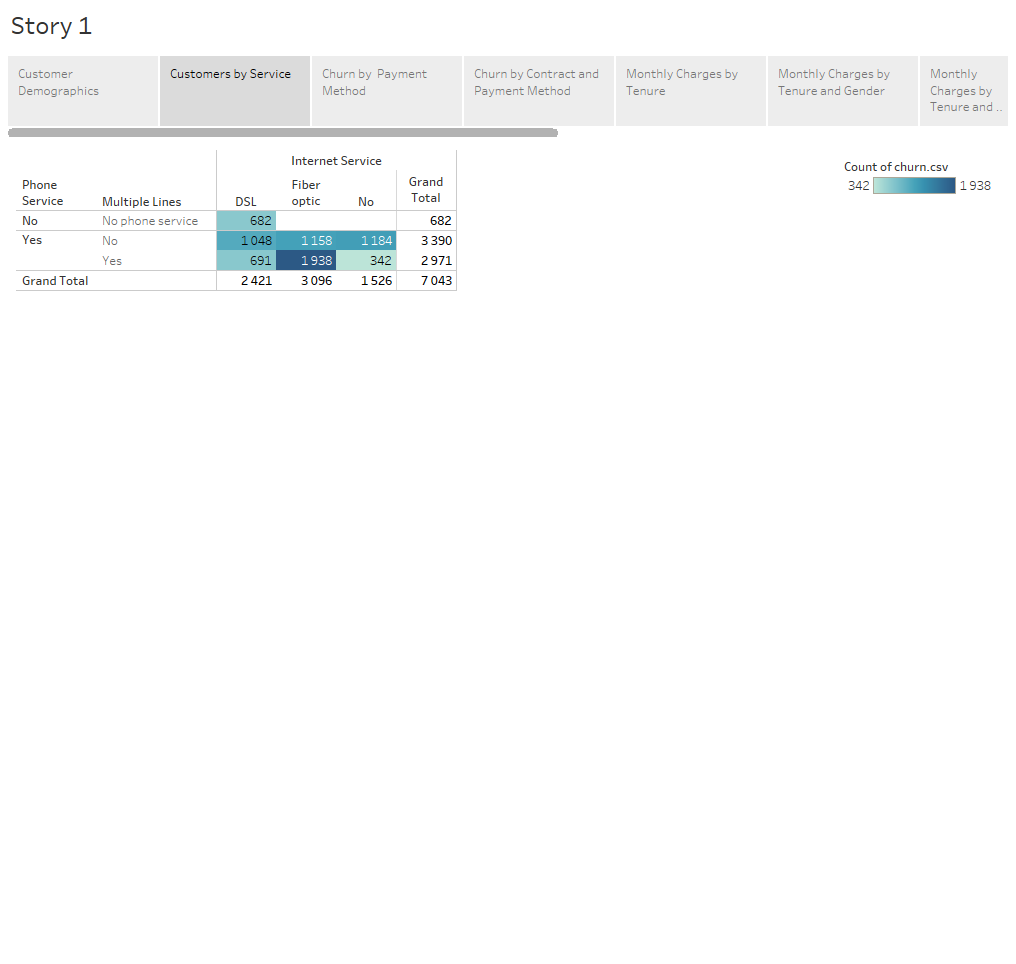 Story 1
Customer
Demographics
Customers by Service
Churn by  Payment
Method
Churn by Contract and
Payment Method
Monthly Charges by
Tenure
Monthly Charges by
Tenure and Gender
Monthly
Charges by
Tenure and ..
Internet Service
Phone
Service
Multiple Lines
DSL
Fiber
optic
No
Grand
Total
No No phone service 682 682
Yes No 1 048 1 158 1 184 3 390
Yes 691 1 938 342 2 971
Grand Total 2 421 3 096 1 526 7 043
Count of churn.csv
342 1 938